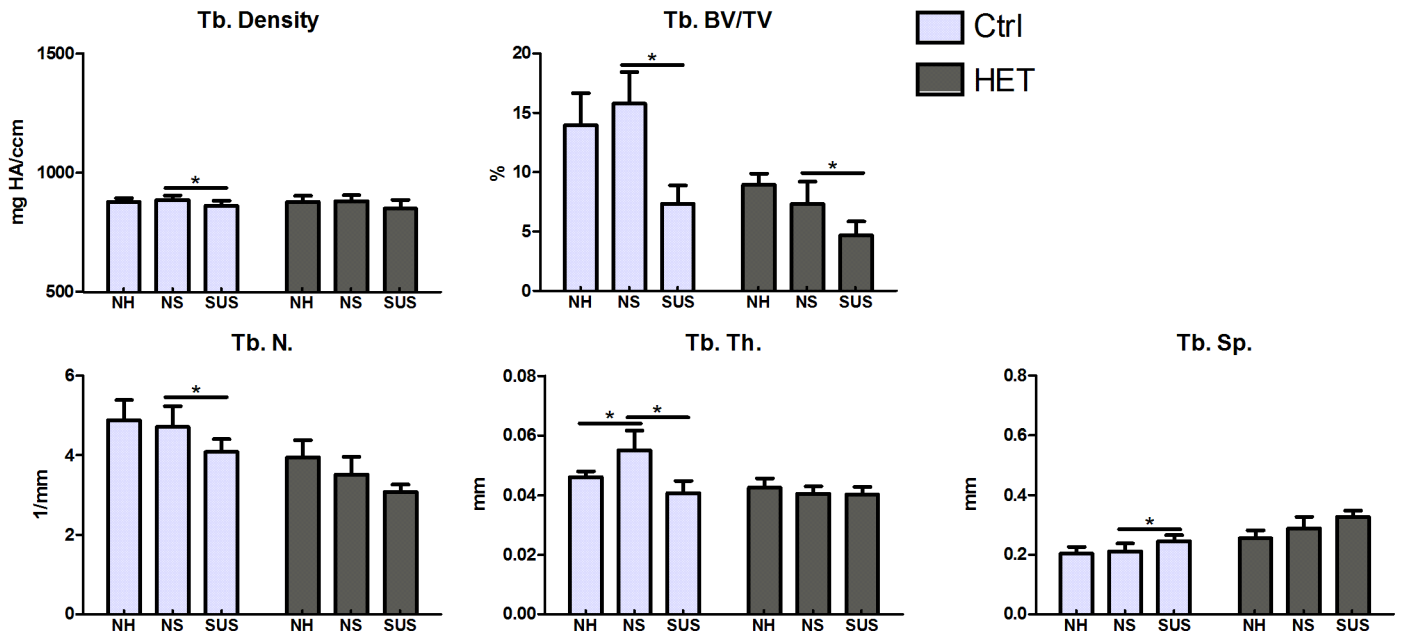 Tb. Density
Tb. BV/TV
Ctrl
HET
mg HA/ccm
1500
1000
500
*
NH NS SUS NH NS SUS
%
20
15
10
5
0
*
*
NH NS SUS NH NS SUS
Tb. N.
Tb. Th.
Tb. Sp.
1/mm
6
4
2
0
*
NH NS SUS NH NS SUS
mm
0.08
0.06
0.04
0.02
0.00
*
*
NH NS SUS NH NS SUS
mm
0.8
0.6
0.4
0.2
0.0
*
NH NS SUS NH NS SUS